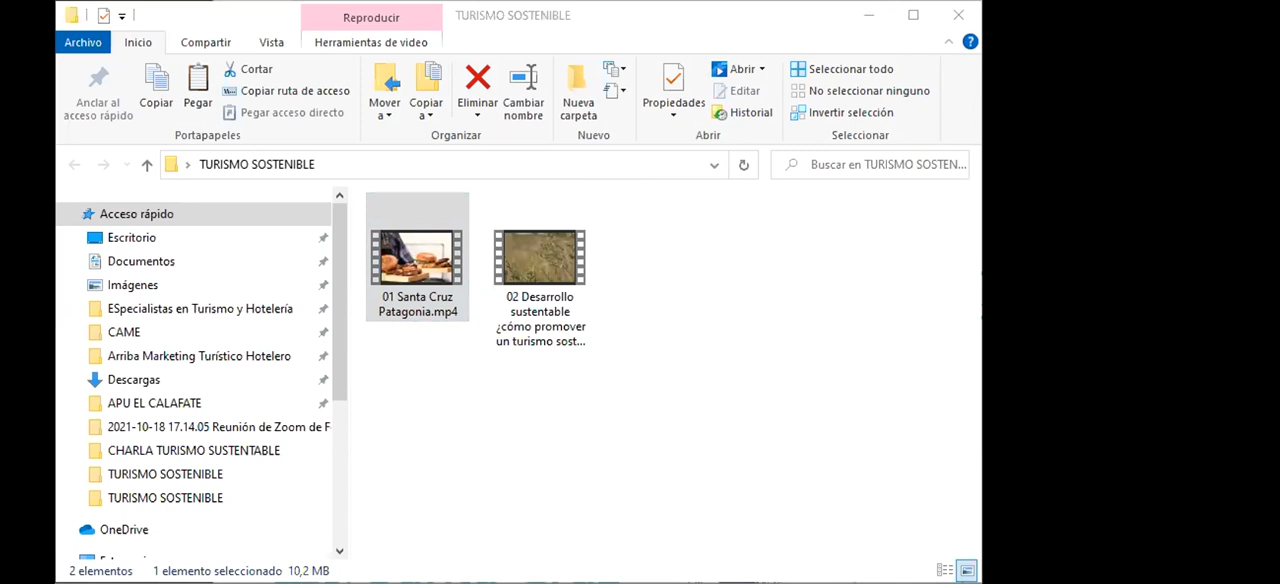 Reproducir
TURISMO SOSTENIBLE
Archivo
Inicio
Compartir
Vista
Herramientas de video
Anclar al
acceso rápido
Copiar
Pegar
Cortar
Copiar ruta de acceso
Pegar acceso directo
Portapapeles
Mover
a
Copiar
a
Eliminar
Cambiar
nombre
Organizar
Nueva
carpeta
Nuevo
Propiedades
Abrir
Editar
Historial
Abrir
Seleccionar todo
No seleccionar ninguno
Invertir selección
Seleccionar
TURISMO SOSTENIBLE
Buscar en TURISMO SOSTEN...
Acceso rápido
Escritorio
Documentos
Imágenes
ESpecialistas en Turismo y Hotelería
CAME
Arriba Marketing Turístico Hotelero
Descargas
APU EL CALAFATE
2021-10-18 17.14.05 Reunión de Zoom de F
CHARLA TURISMO SUSTENTABLE
TURISMO SOSTENIBLE
TURISMO SOSTENIBLE
OneDrive
01 Santa Cruz
Patagonia.mp4
02 Desarrollo
sustentable
¿cómo promover
un turismo sost...
2 elementos
1 elemento seleccionado 10,2 MB